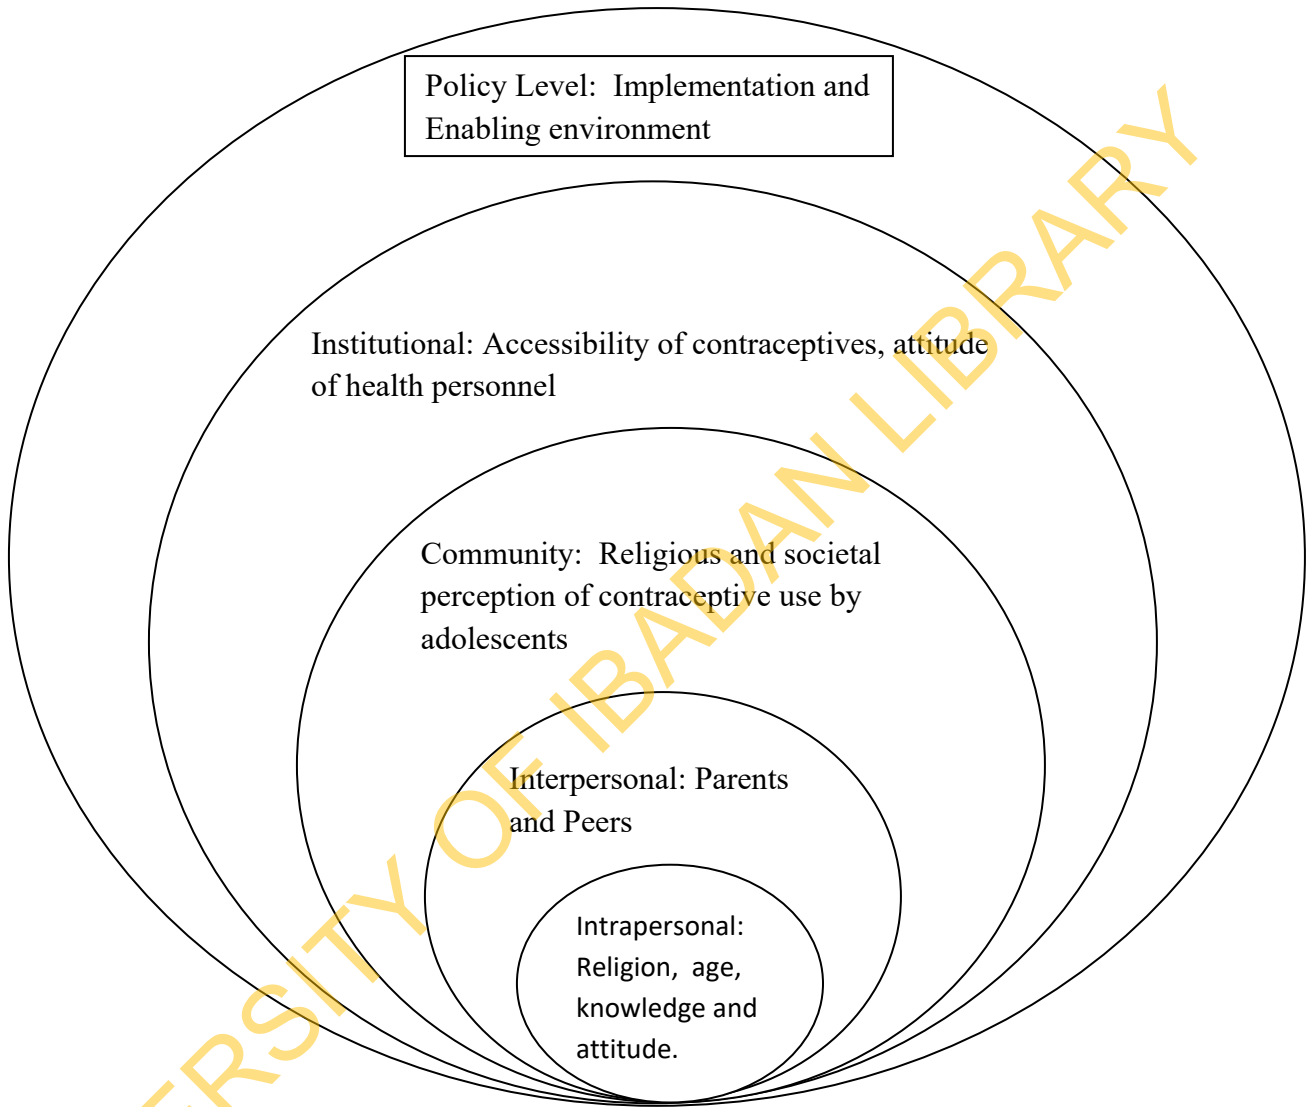 Policy Level:  Implementation and
Enabling environment
Institutional: Accessibility of contraceptives, attitude
of health personnel
Community:  Religious and societal
perception of contraceptive use by
adolescents
Interpersonal: Parents
and Peers
Intrapersonal:
Religion,  age,
knowledge and
attitude.
ERSITY OF IBADAN LIBRARY